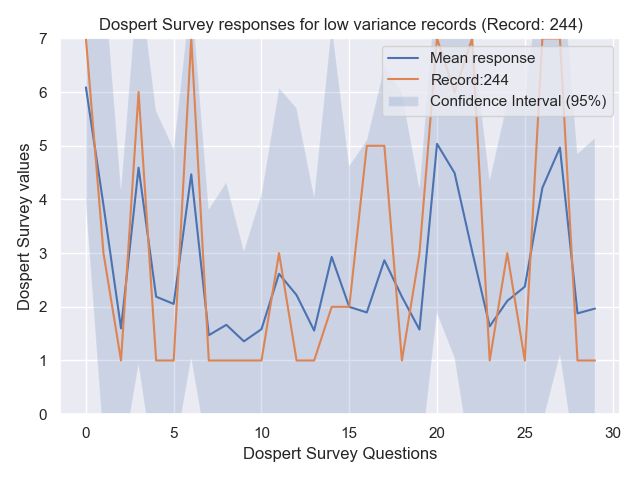 Dospert Survey responses for low variance records (Record: 244)
Mean response
Record:244
Confidence Interval (95%)
Dospert Survey values
7
6
5
4
3
2
1
0
0 5 10 15 20 25 30
Dospert Survey Questions